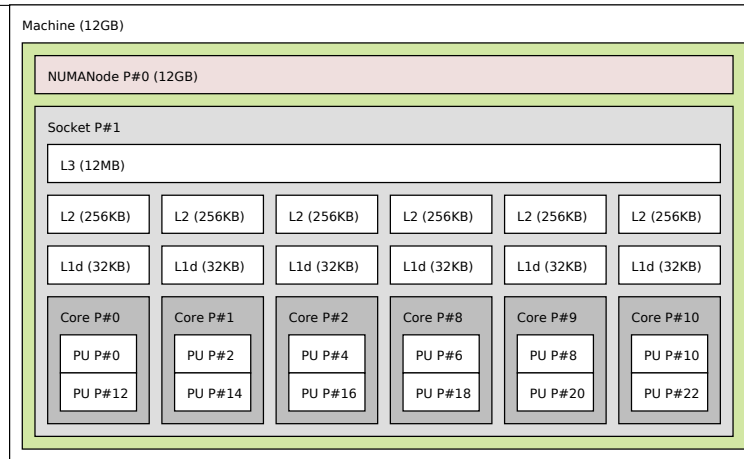 Machine (12GB)
NUMANode P#0 (12GB)
Socket P#1
L3 (12MB)
L2 (256KB) L2 (256KB) L2 (256KB) L2 (256KB) L2 (256KB) L2 (256KB)
L1d (32KB) L1d (32KB) L1d (32KB) L1d (32KB) L1d (32KB) L1d (32KB)
Core P#0 Core P#1 Core P#2 Core P#8 Core P#9 Core P#10
PU P#0 PU P#2 PU P#4 PU P#6 PU P#8 PU P#10
PU P#12 PU P#14 PU P#16 PU P#18 PU P#20 PU P#22